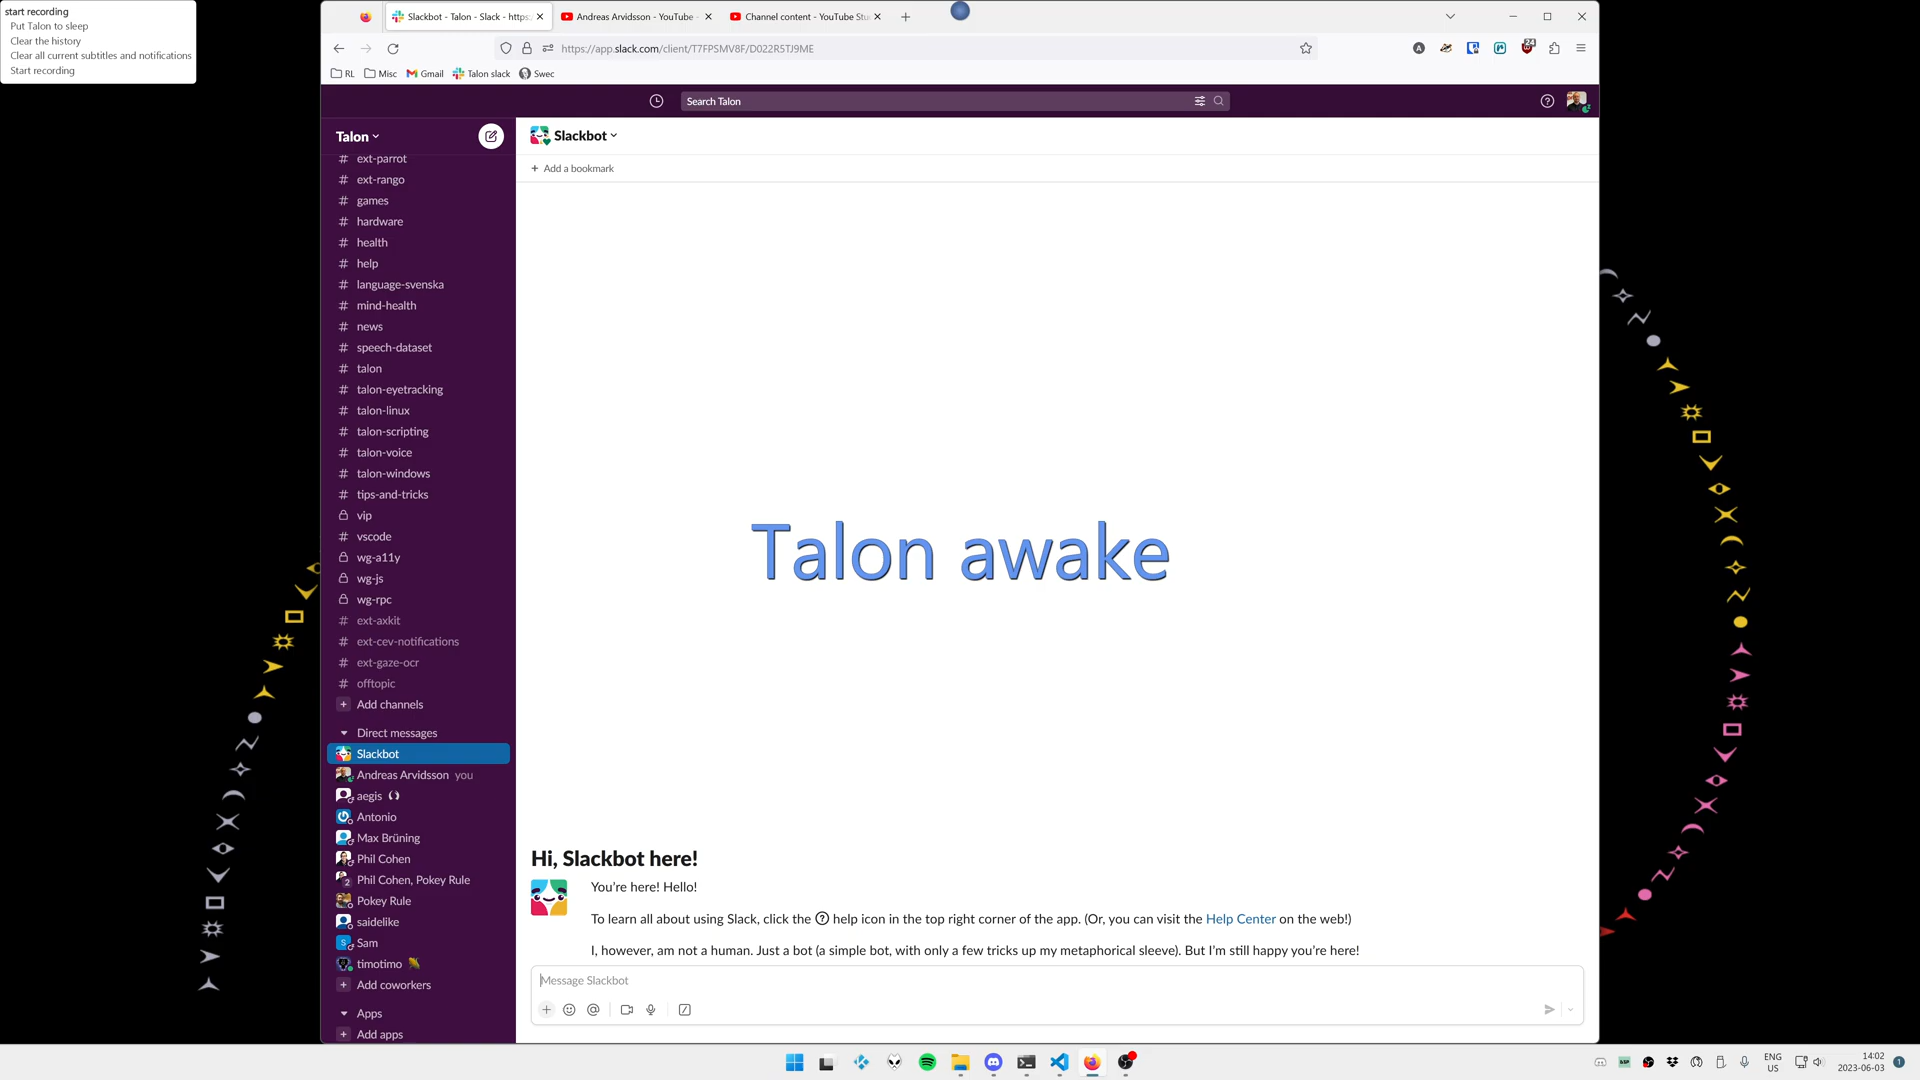 start recording
Put Talon to sleep
Clear the history
Clear all current subtitles and notifications
Start recording
Slackbot - Talon - Slack - https:
Andreas Arvidsson - YouTube -
Channel content - YouTube Stu
https://app.slack.com/client/T7FPSMV8F/D022R5TJ9ME
A
24
RL
Misc
Gmail
Talon slack
Swec
Search Talon
Talon
Slackbot
Add a bookmark
# ext-parrot
# ext-rango
# games
# hardware
# health
# help
# language-svenska
# mind-health
# news
# speech-dataset
# talon
# talon-eyetracking
# talon-linux
# talon-scripting
# talon-voice
# talon-windows
# tips-and-tricks
vip
# vscode
wg-a11y
wg-js
wg-rpc
# ext-axkit
# ext-cev-notifications
# ext-gaze-ocr
# offtopic
+ Add channels
Direct messages
Slackbot
Andreas Arvidsson you
aegis
Antonio
Max Brüning
Phil Cohen
2 Phil Cohen, Pokey Rule
Pokey Rule
saidelike
S Sam
timotimo
+ Add coworkers
Apps
+ Add apps
Talon awake
Hi, Slackbot here!
You're here! Hello!
To learn all about using Slack, click the ? help icon in the top right corner of the app. (Or, you can visit the Help Center on the web!)
I, however, am not a human. Just a bot (a simple bot, with only a few tricks up my metaphorical sleeve). But I'm still happy you're here!
Message Slackbot
ENG
US
14:02
2023-06-03
1